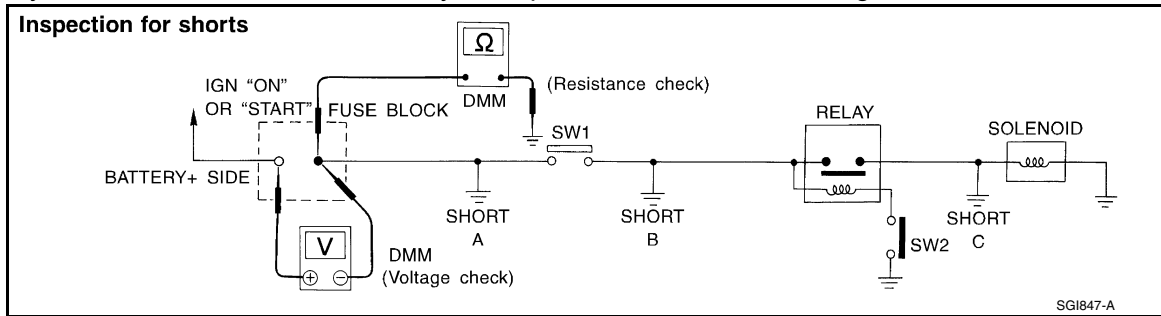 Inspection for shorts
Ω
DMM
(Resistance check)
IGN "ON"
OR "START"
FUSE BLOCK
SW1
RELAY
SOLENOID
BATTERY+ SIDE
SHORT
A
SHORT
B
SHORT
C
SW2
V
+ −
DMM
(Voltage check)
SGI847-A